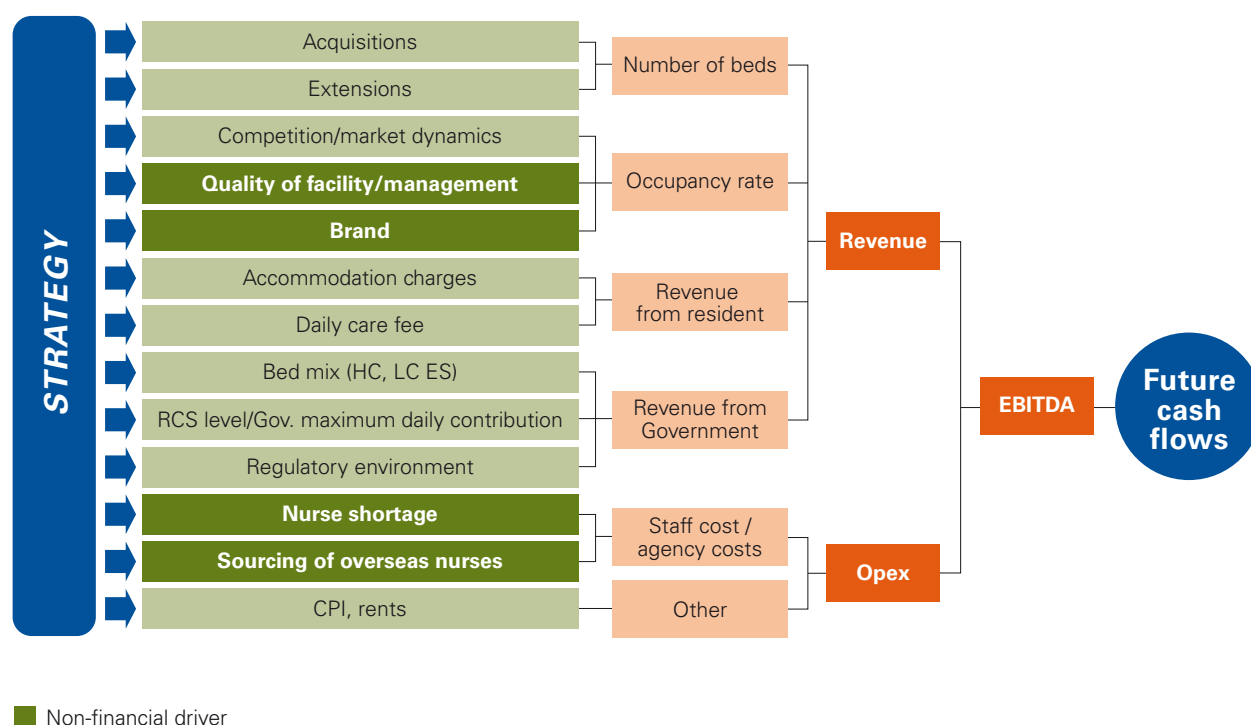 STRATEGY
Acquisitions
Extensions
Competition/market dynamics
Quality of facility/management
Brand
Accommodation charges
Daily care fee
Bed mix (HC, LC ES)
RCS level/Gov. maximum daily contribution
Regulatory environment
Nurse shortage
Sourcing of overseas nurses
CPI, rents
Number of beds
Occupancy rate
Revenue
from resident
Revenue from
Government
Staff cost /
agency costs
Other
Revenue
Opex
EBITDA
Future
cash
flows
Non-financial driver